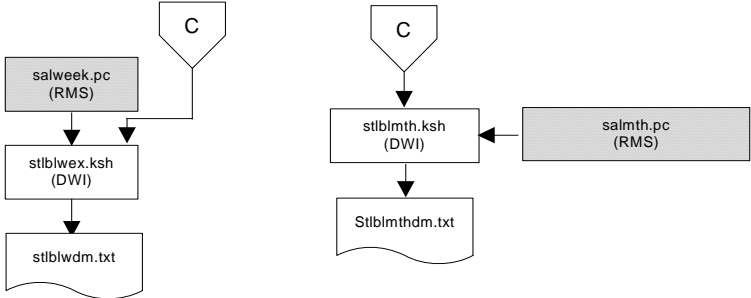 C
salweek.pc
(RMS)
stlblwex.ksh
(DWI)
stlblwdm.txt
C
stlblmth.ksh
(DWI)
salmth.pc
(RMS)
Stlblmthdm.txt